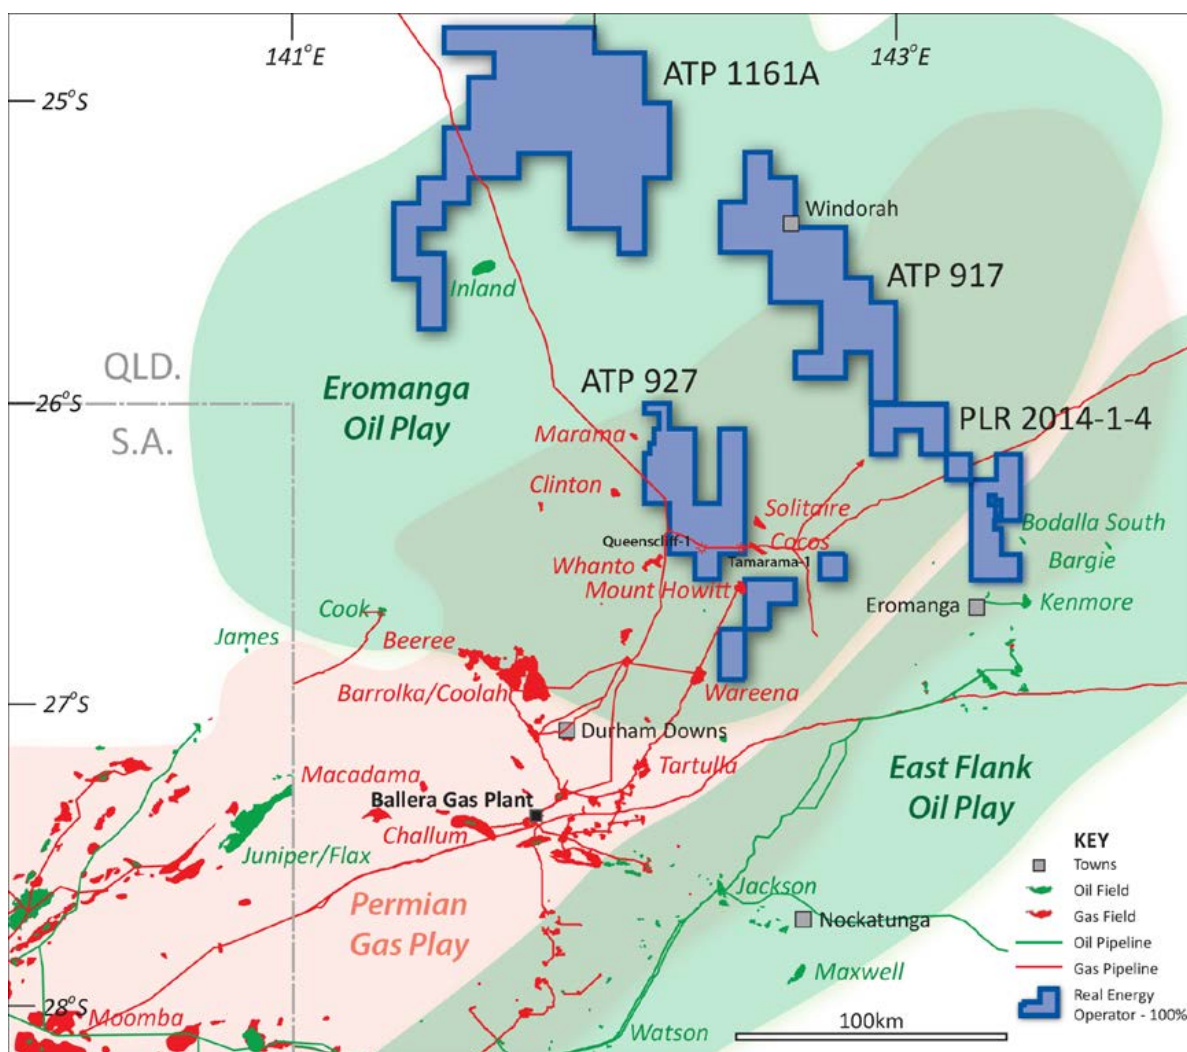 141°E
143°E
ATP 1161A
25°S
Windorah
ATP 917
Inland
QLD.
ATP 927
Eromanga
Oil Play
26°S
PLR 2014-1-4
S.A.
Marama
Clinton
Solitaire
Bodalla South
Queenscliff-1
Cocos
Whanto
Tamarama-1
Bargie
Mount Howitt
Eromanga
Kenmore
Cook
James
Beeree
Barrolka/Coolah
Wareena
27°S
Durham Downs
Tartulla
East Flank
Oil Play
Macadama
Ballera Gas Plant
Challum
Juniper/Flax
KEY
Towns
Oil Field
Gas Field
Oil Pipeline
Gas Pipeline
Real Energy
Operator - 100%
Jackson
Permian
Gas Play
Nockatunga
Maxwell
28°S
Moomba
Watson
100km